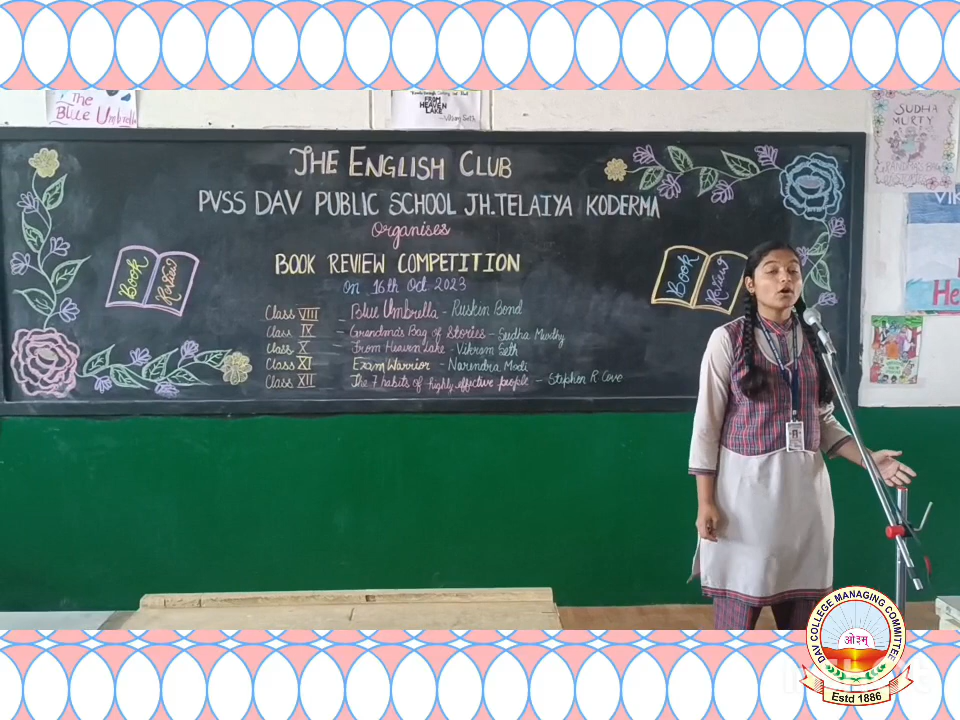 The
Blue Umbrella
FROM
HEAVEN
LAKE
- Vikram Seth
SUDHA
MURTY
THE ENGLISH CLUB
PVSS DAV PUBLIC SCHOOL JH.TELAIYA KODERMA
Organises
BOOK REVIEW COMPETITION
On 16th Oct 2023
Class VIII - Blue Umbrella - Ruskin Bond
Class IX - Grandma's Bag of Stories - Sudha Murthy
Class X - From Heaven Lake - Vikram Seth
Class XI - Exam Warrior - Narendra Modi
Class XII - The 7 habits of highly effective people - Stephen R Cove
Book
Review
Book
Review
DAV COLLEGE MANAGING COMMITTEE
ओ३म्
Estd 1886